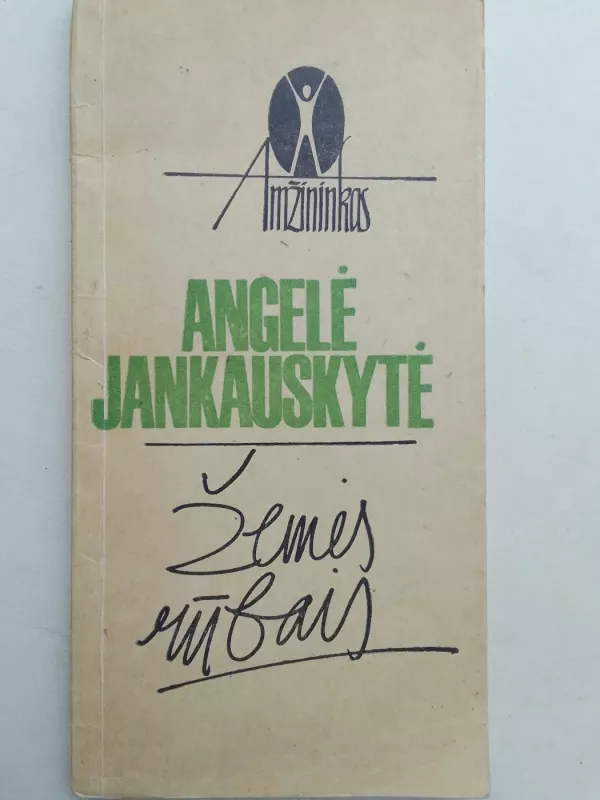 Amžininkas
ANGELĖ
JANKAUSKYTĖ
Žemės
rūbais